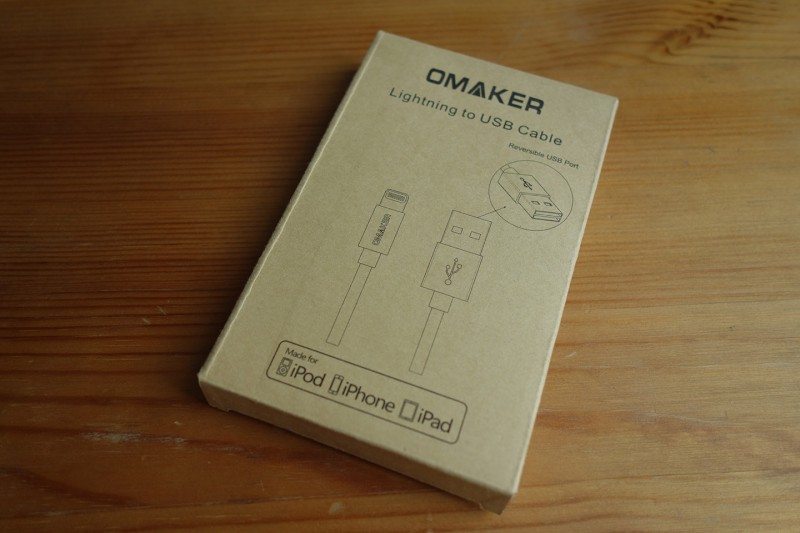 OMAKER
Lightning to USB Cable
Reversible USB Port
OMAKER
Made for
iPod iPhone iPad